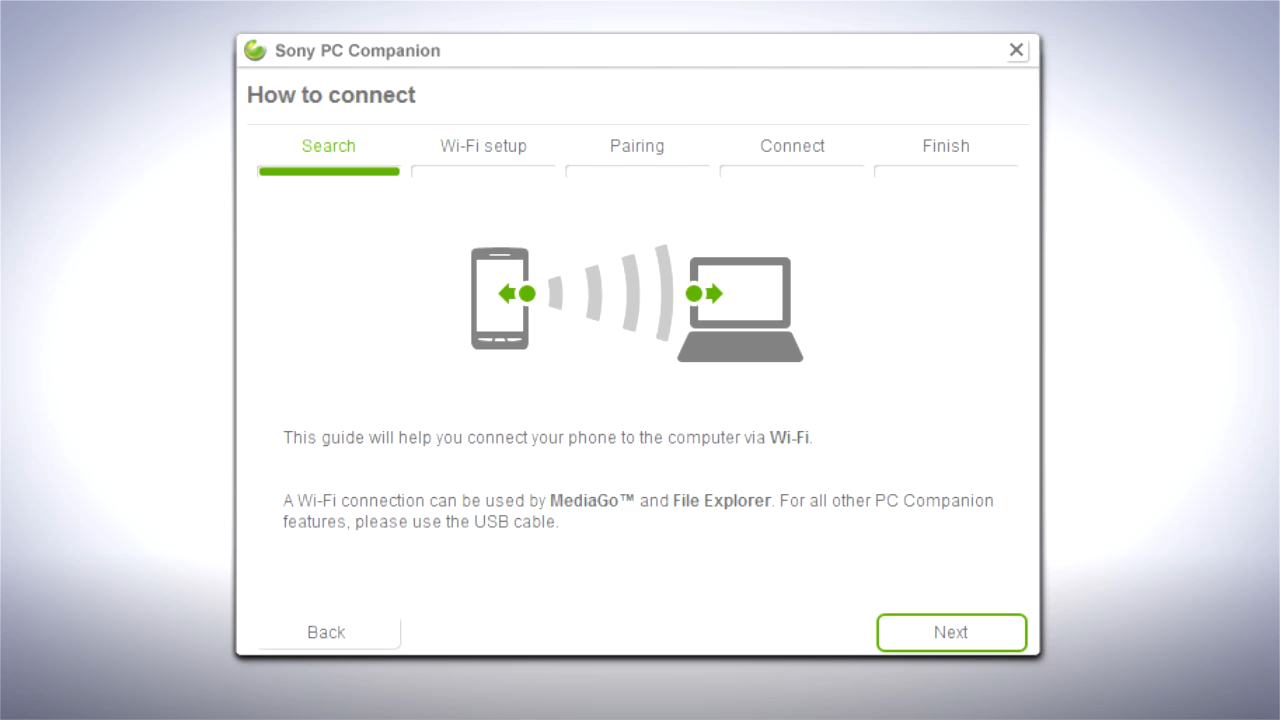 Sony PC Companion
How to connect
Search
Wi-Fi setup
Pairing
Connect
Finish
This guide will help you connect your phone to the computer via Wi-Fi.
A Wi-Fi connection can be used by MediaGo™ and File Explorer. For all other PC Companion
features, please use the USB cable.
Back
Next